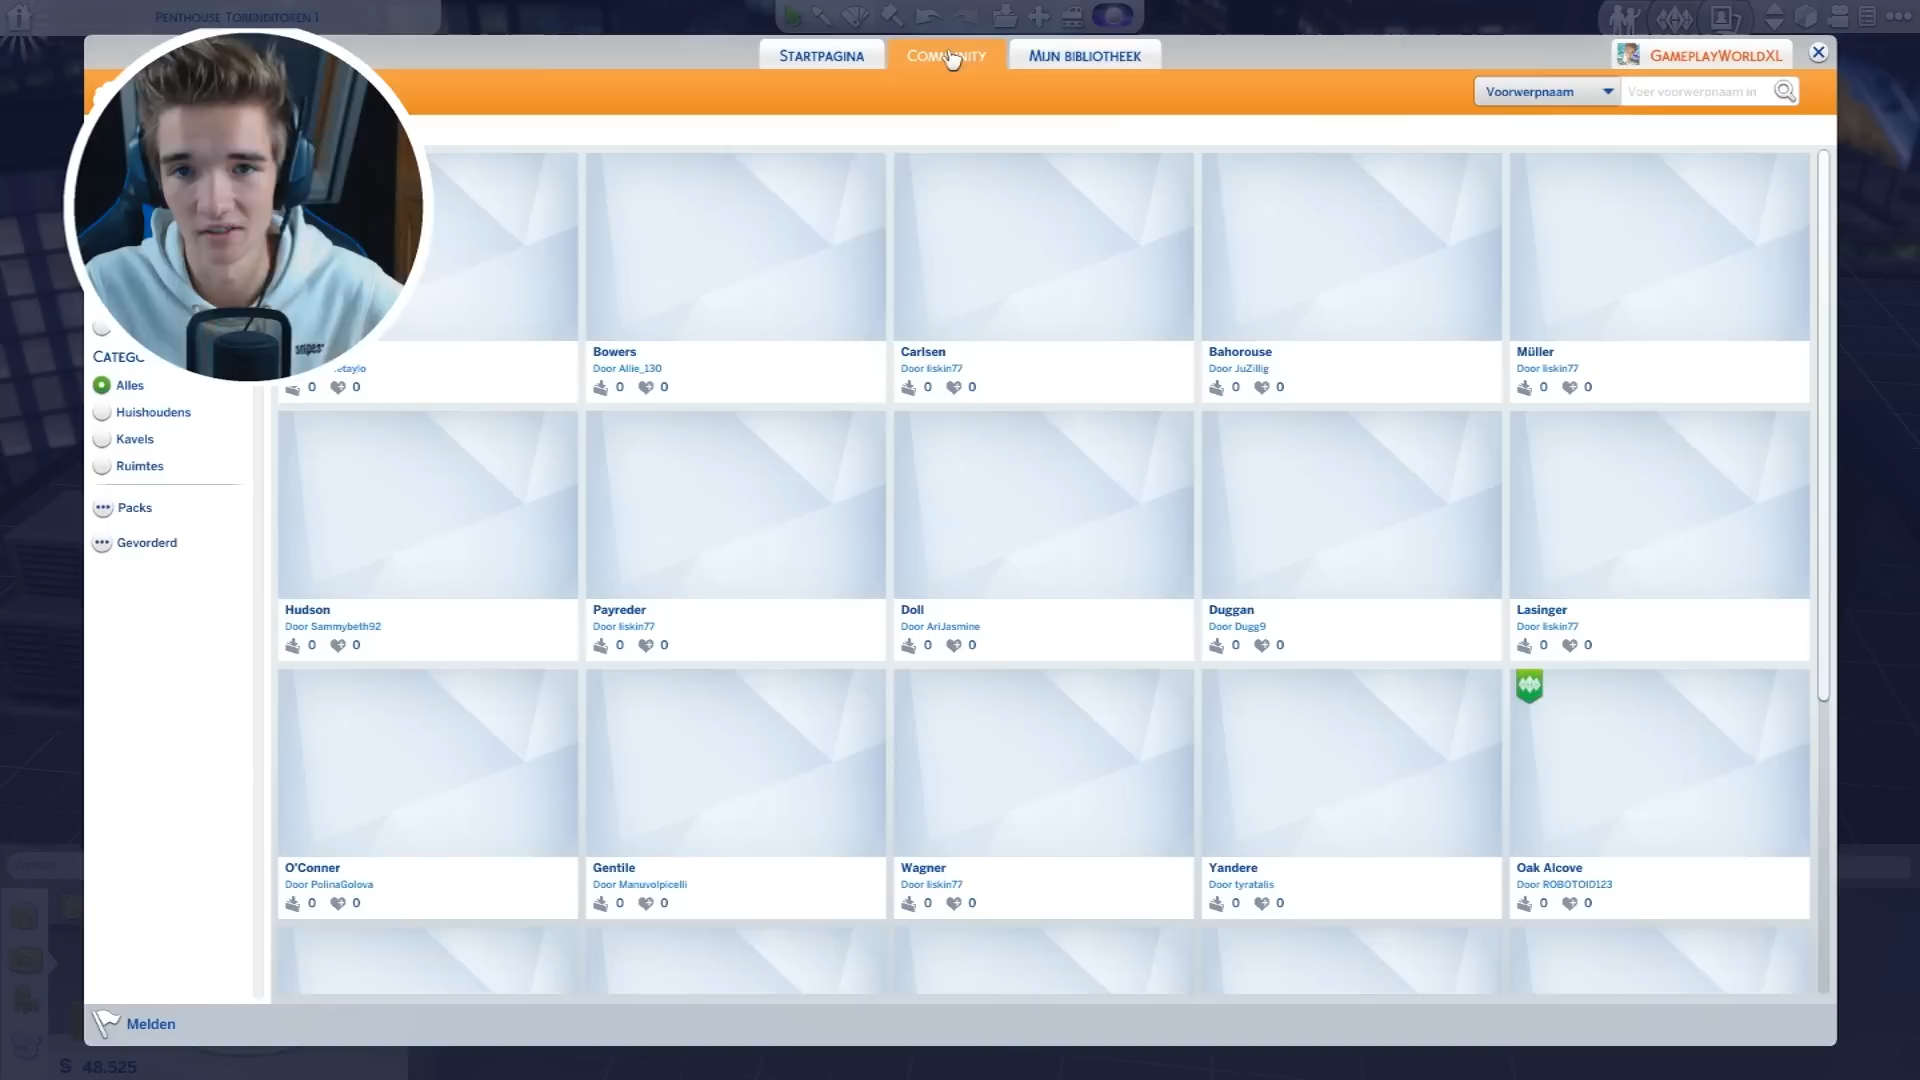 Penthouse Torenditoren 1
Startpagina
Community
Mijn bibliotheek
GameplayWorldXL
Voorwerpnaam
Voer voorwerpnaam in
Alles
Huishoudens
Kavels
Ruimtes
Packs
Gevorderd
0 0
Bowers
Door Allie_130
0 0
Carlsen
Door liskin77
0 0
Bahorouse
Door JuZillig
0 0
Müller
Door liskin77
0 0
Hudson
Door Sammybeth92
0 0
Payreder
Door liskin77
0 0
Doll
Door AriJasmine
0 0
Duggan
Door Dugg9
0 0
Lasinger
Door liskin77
0 0
O'Conner
Door PolinaGolova
0 0
Gentile
Door Manuvolpicelli
0 0
Wagner
Door liskin77
0 0
Yandere
Door tyratalis
0 0
Oak Alcove
Door ROBOTOID123
0 0
Melden
§ 48.525
snipes